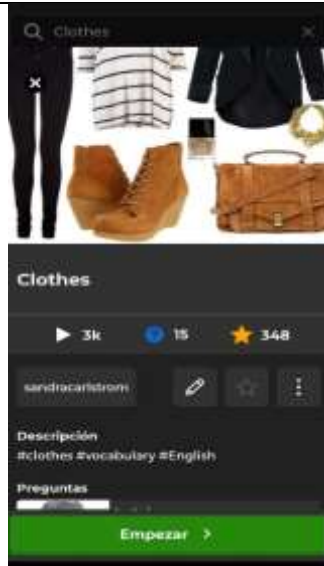 Clothes
Clothes
3k
15
348
sandracarlstrom
Descripción
#clothes #vocabulary #English
Preguntas
Empezar